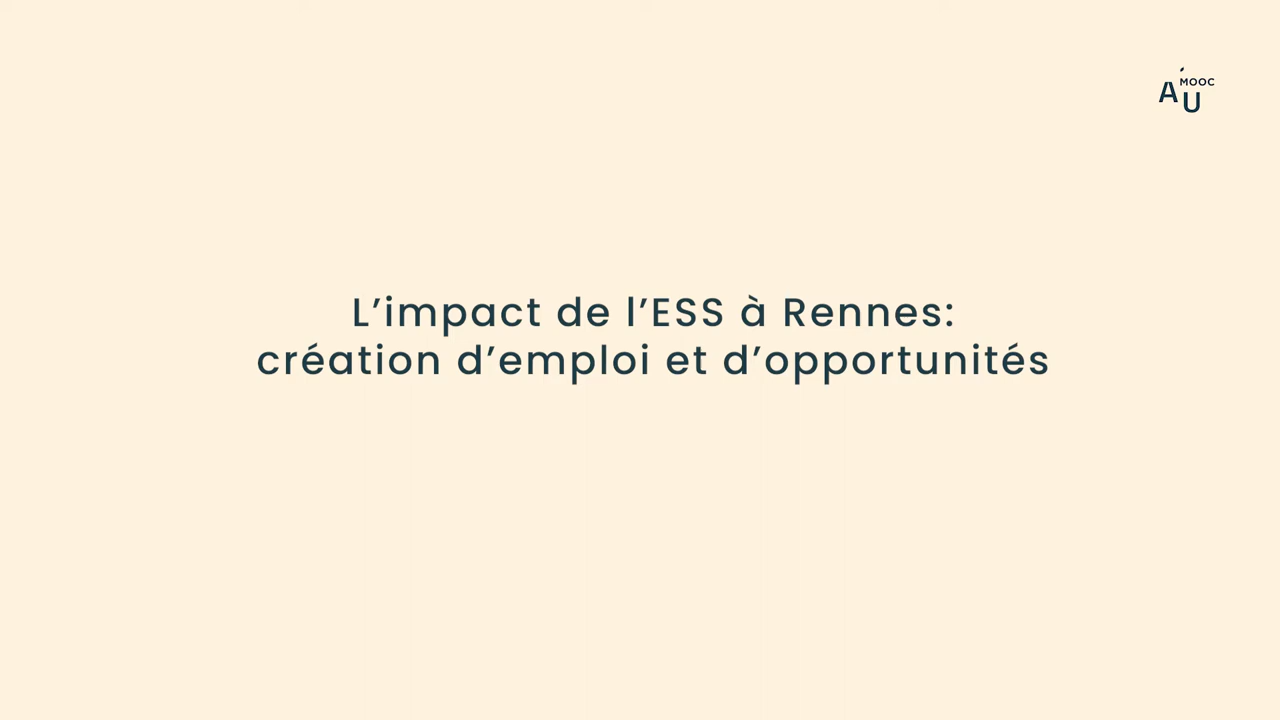 MOOC
AU
L’impact de l’ESS à Rennes:
création d’emploi et d’opportunités